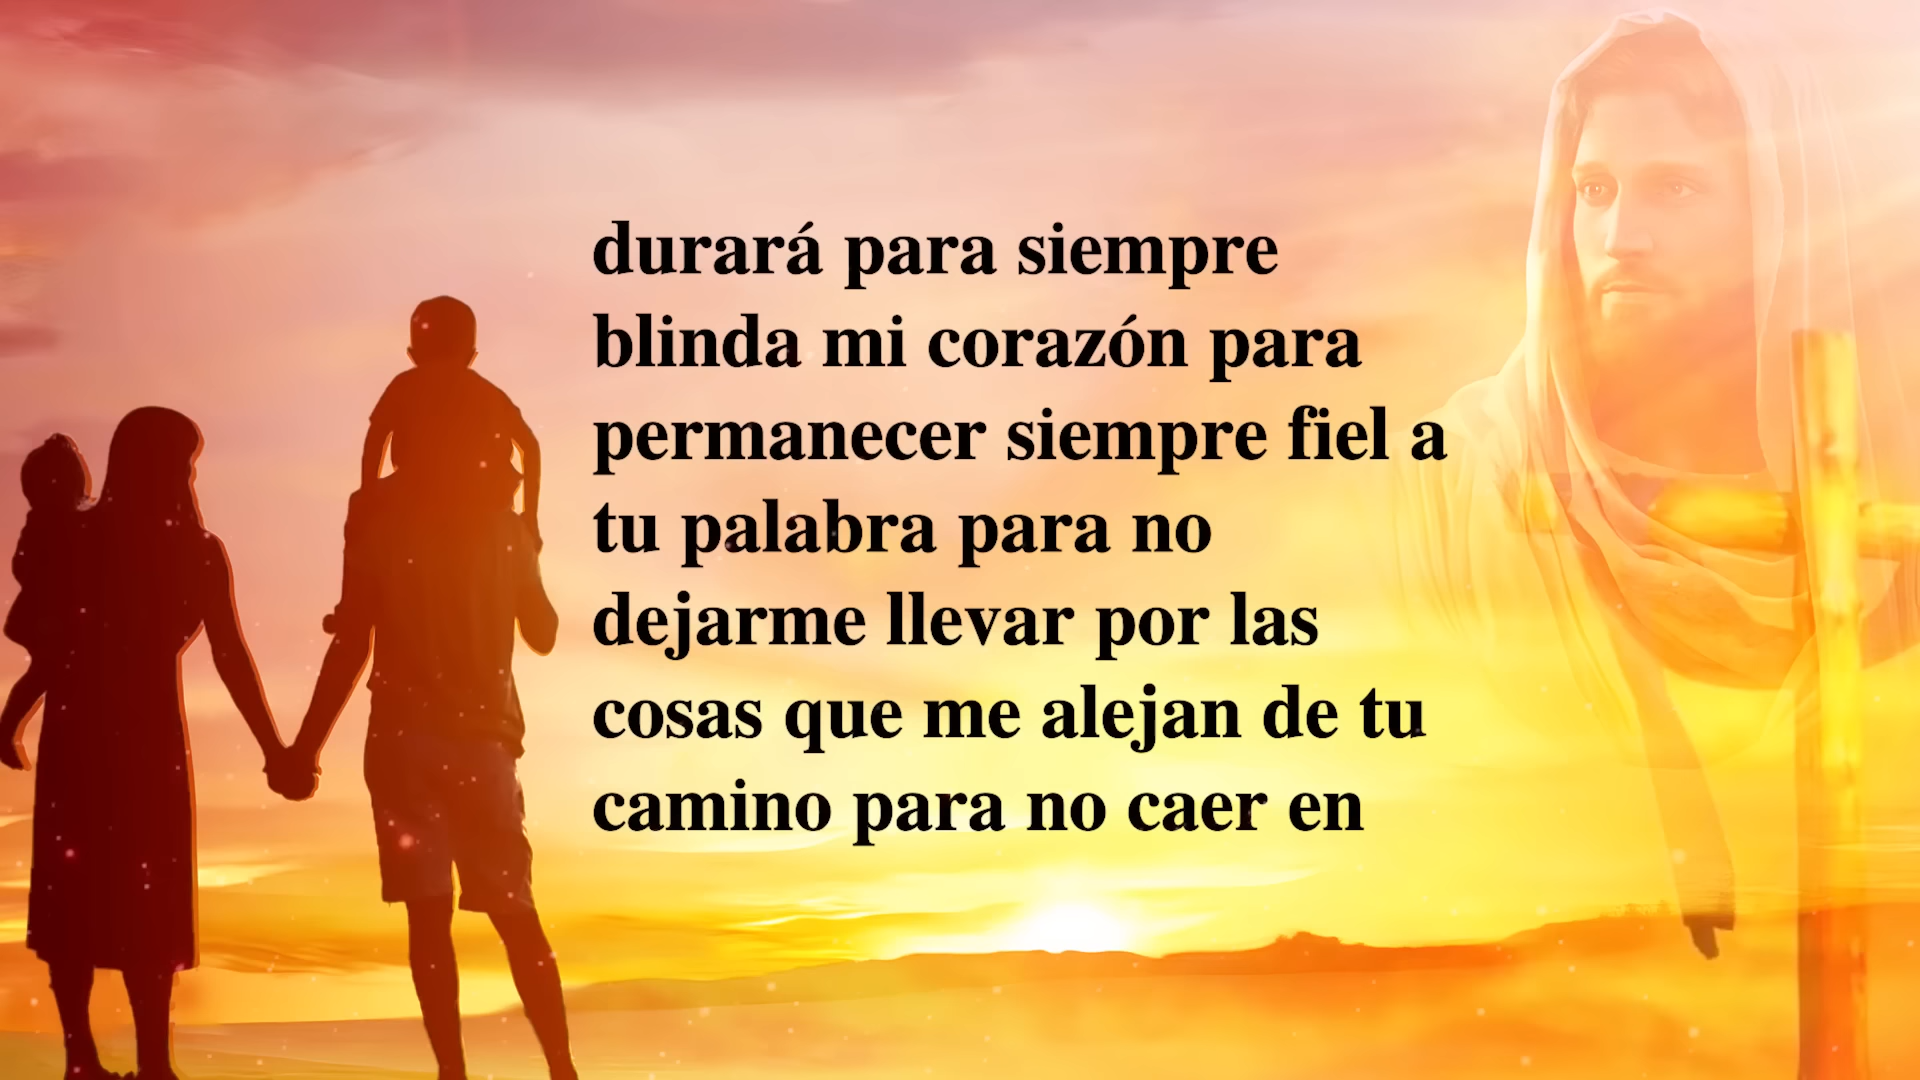 durará para siempre
blinda mi corazón para
permanecer siempre fiel a
tu palabra para no
dejarme llevar por las
cosas que me alejan de tu
camino para no caer en